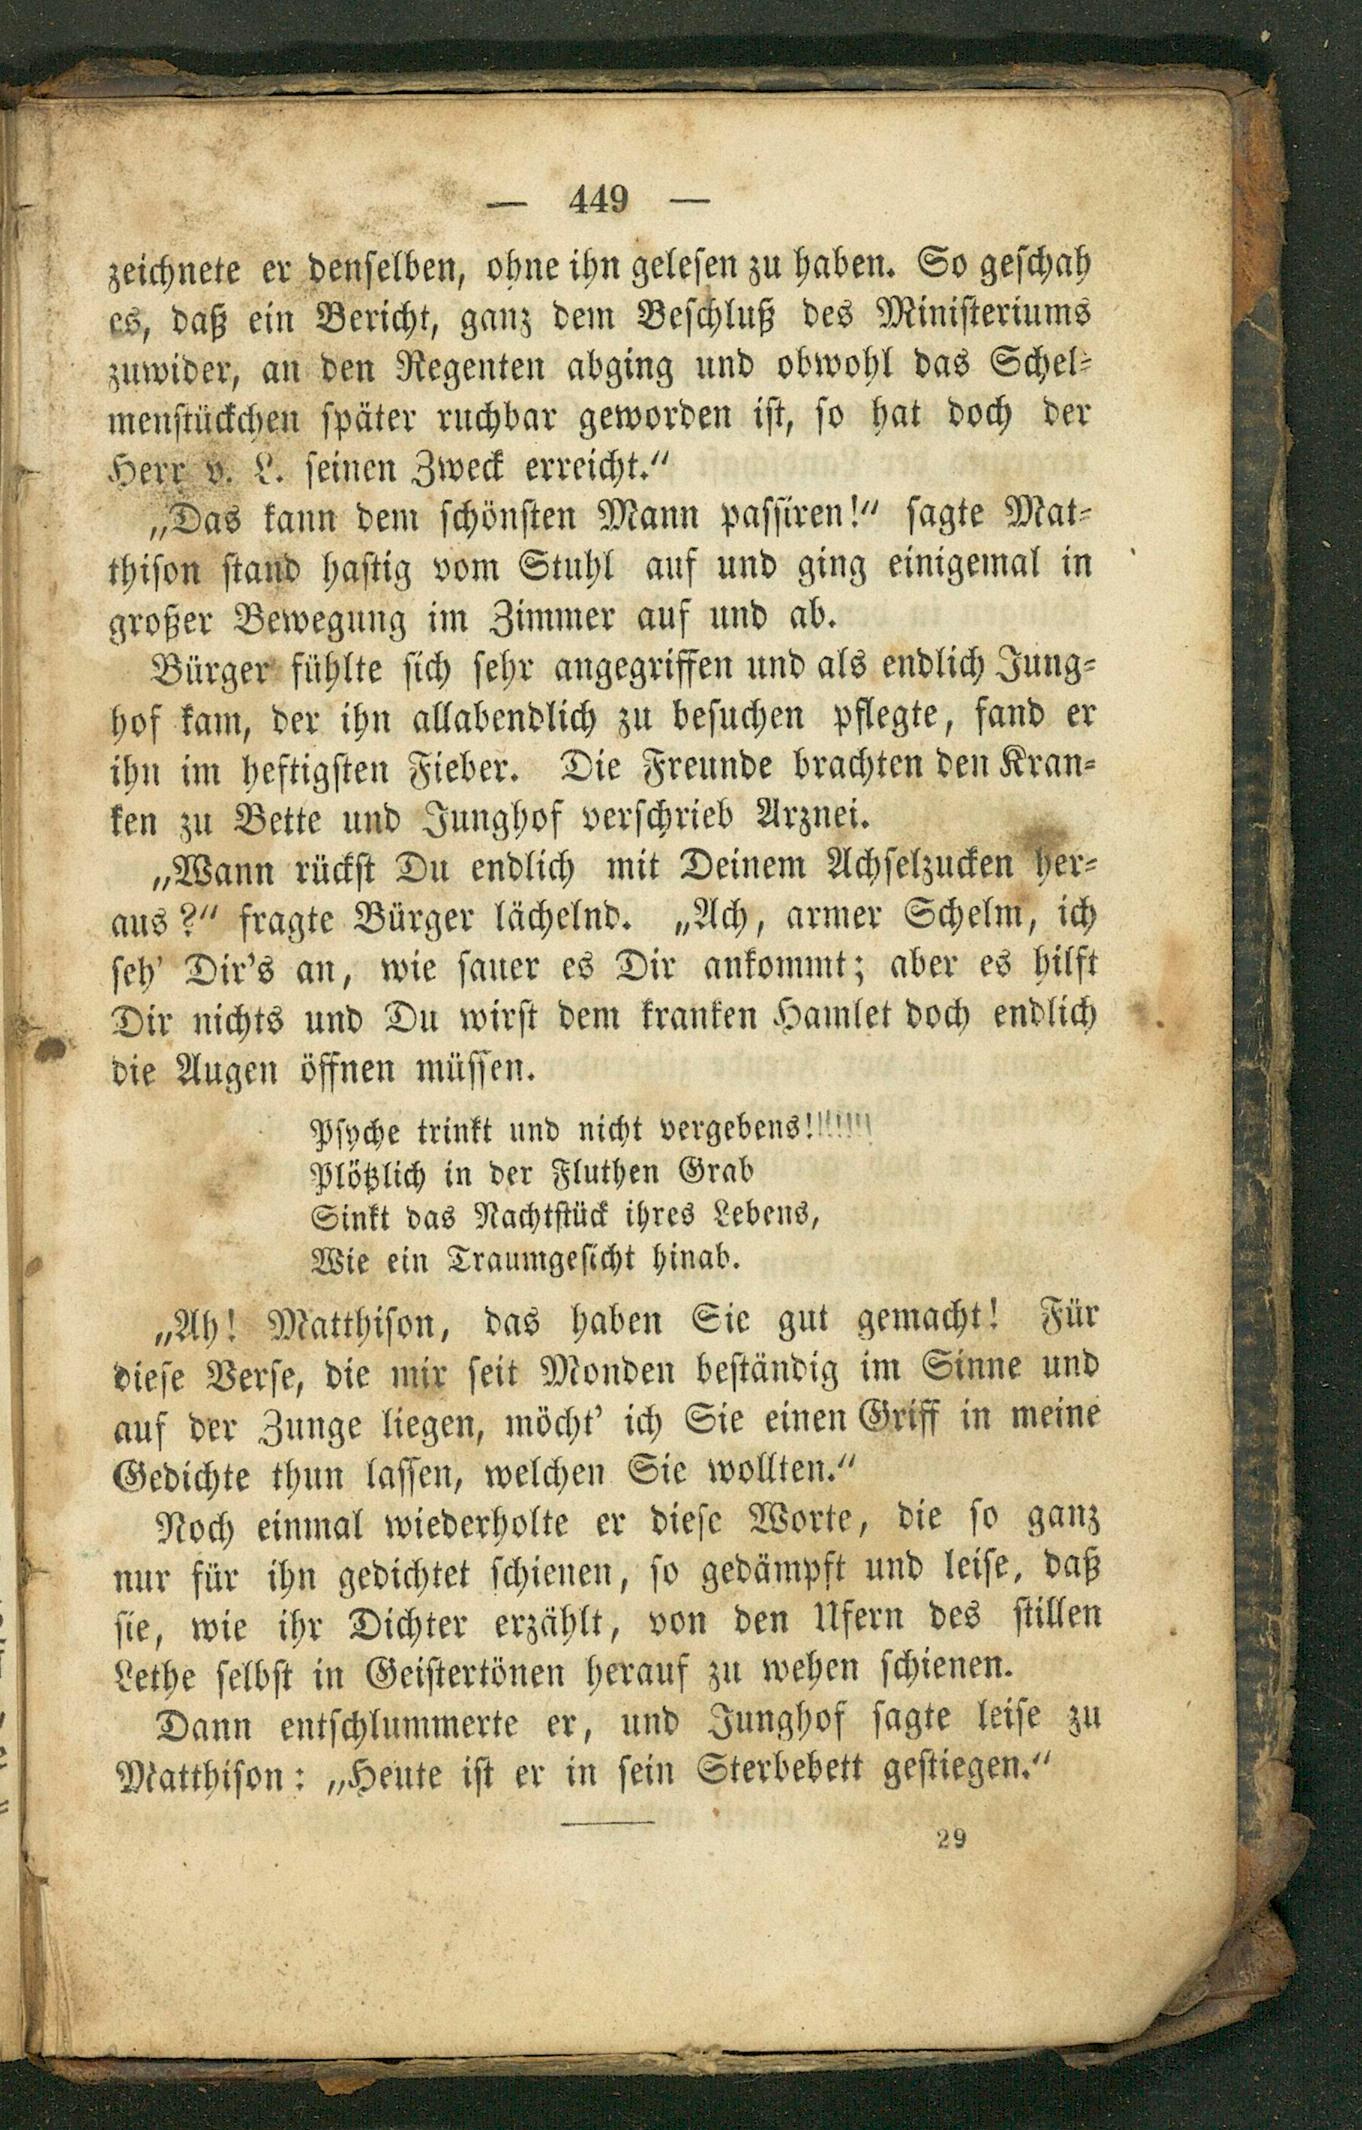 — 449 —
zeichnete er denselben, ohne ihn gelesen zu haben. So geschah
es, daß ein Bericht, ganz dem Beschluß des Ministeriums
zuwider, an den Regenten abging und obwohl das Schel-
menstückchen später ruchbar geworden ist, so hat doch der
Herr v. L. seinen Zweck erreicht.“
„Das kann dem schönsten Mann passiren!“ sagte Mat-
thison stand hastig vom Stuhl auf und ging einigemal in
großer Bewegung im Zimmer auf und ab.
Bürger fühlte sich sehr angegriffen und als endlich Jung-
hof kam, der ihn allabendlich zu besuchen pflegte, fand er
ihn im heftigsten Fieber. Die Freunde brachten den Kran-
ken zu Bette und Junghof verschrieb Arznei.
„Wann rückst Du endlich mit Deinem Achselzucken her-
aus?“ fragte Bürger lächelnd. „Ach, armer Schelm, ich
seh' Dir's an, wie sauer es Dir ankommt; aber es hilft
Dir nichts und Du wirst dem kranken Hamlet doch endlich
die Augen öffnen müssen.
Psyche trinkt und nicht vergebens!
Plötzlich in der Fluthen Grab
Sinkt das Nachtstück ihres Lebens,
Wie ein Traumgesicht hinab.
„Ah! Matthison, das haben Sie gut gemacht! Für
diese Verse, die mir seit Monden beständig im Sinne und
auf der Zunge liegen, möcht' ich Sie einen Griff in meine
Gedichte thun lassen, welchen Sie wollten.“
Noch einmal wiederholte er diese Worte, die so ganz
nur für ihn gedichtet schienen, so gedämpft und leise, daß
sie, wie ihr Dichter erzählt, von den Ufern des stillen
Lethe selbst in Geistertönen herauf zu wehen schienen.
Dann entschlummerte er, und Junghof sagte leise zu
Matthison: „Heute ist er in sein Sterbebett gestiegen.“
29